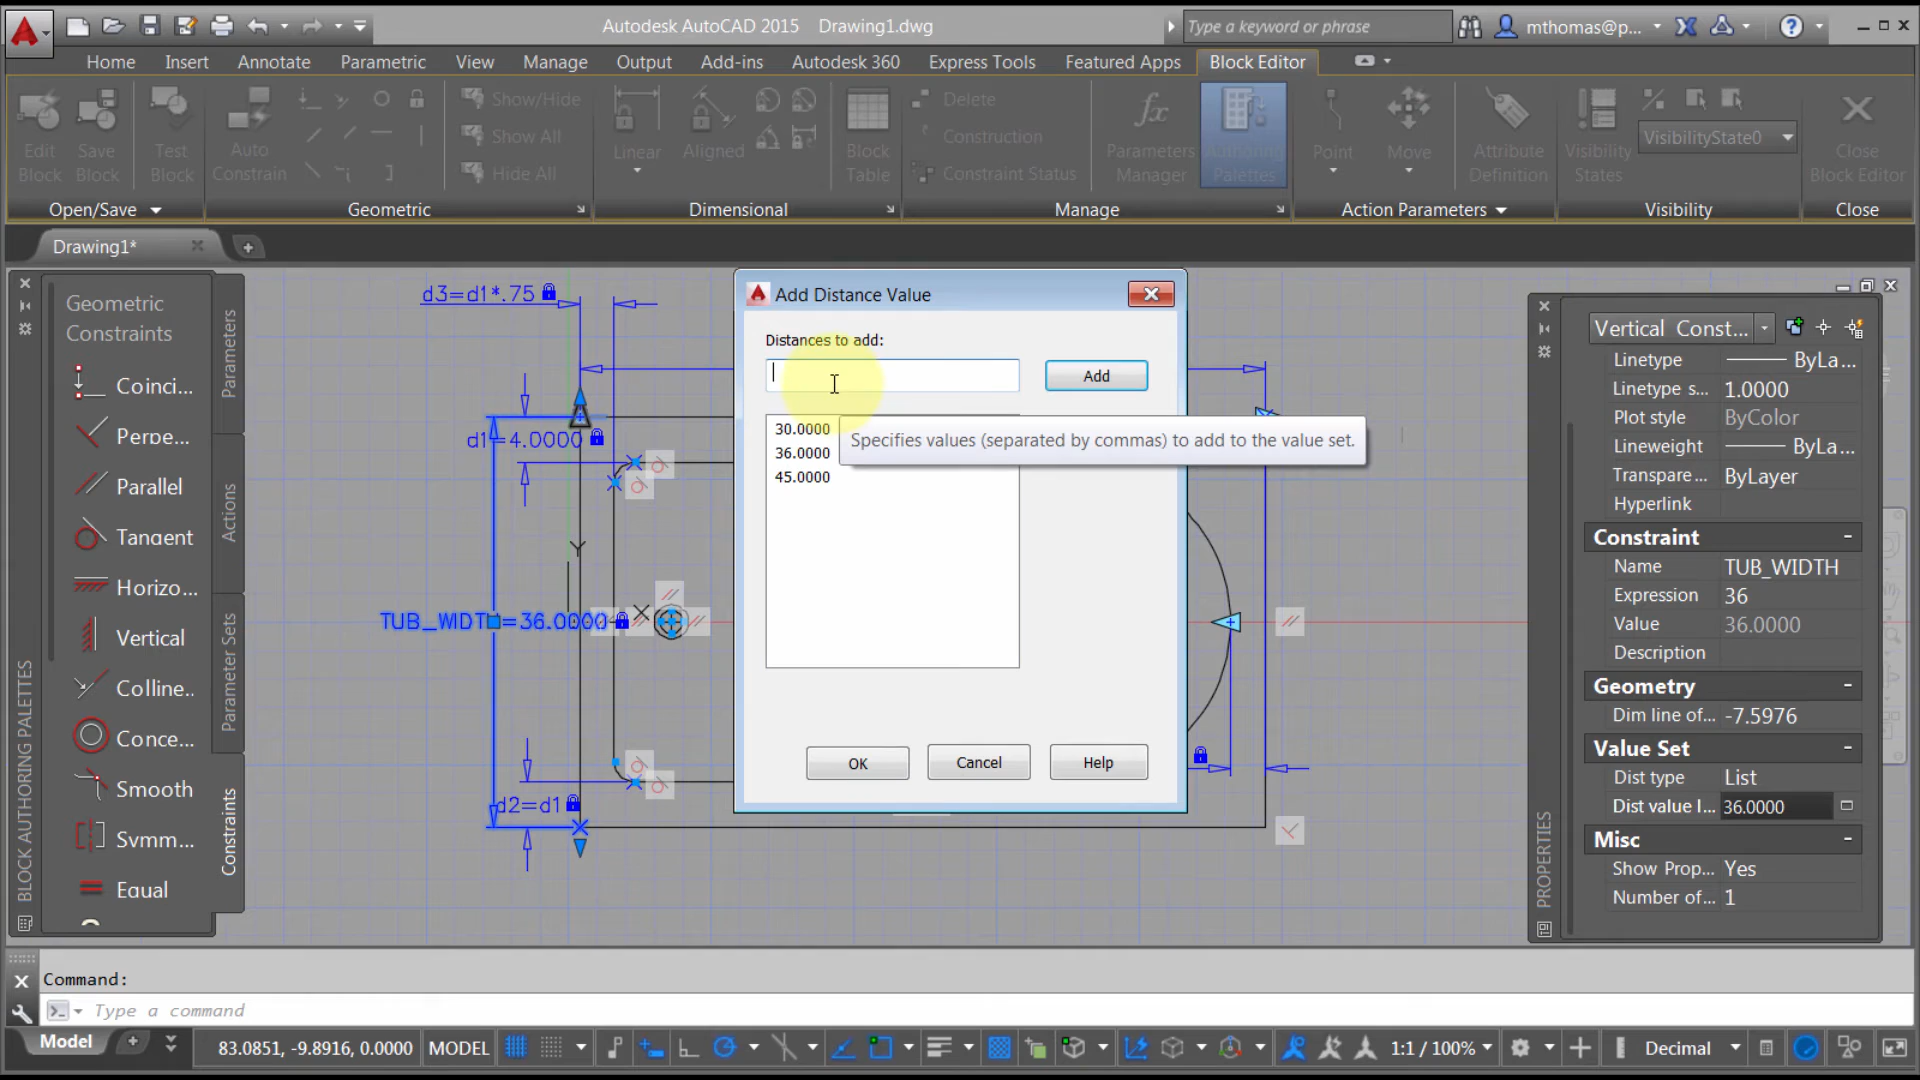 Autodesk AutoCAD 2015 Drawing1.dwg
Type a keyword or phrase
mthomas@p...
Home Insert Annotate Parametric View Manage Output Add-ins Autodesk 360 Express Tools Featured Apps Block Editor
Edit Block
Save Block
Test Block
Auto Constrain
Show/Hide
Show All
Hide All
Linear
Aligned
Block Table
Delete
Construction
Constraint Status
Parameters Manager
Authoring Palettes
Point
Move
Attribute Definition
Visibility States
VisibilityState0
Close Block Editor
Open/Save Geometric Dimensional Manage Action Parameters Visibility Close
Drawing1*
Geometric Constraints
Coinci...
Perpe...
Parallel
Tangent
Horizo...
Vertical
Colline..
Conce...
Smooth
Symm...
Equal
Parameters
Actions
Parameter Sets
Constraints
BLOCK AUTHORING PALETTES
d3=d1*.75
d1=4.0000
TUB_WIDTH=36.0000
d2=d1
Y
X
Add Distance Value
Distances to add:
Add
30.0000
36.0000
45.0000
Specifies values (separated by commas) to add to the value set.
OK
Cancel
Help
Vertical Const...
Linetype ByLa...
Linetype s... 1.0000
Plot style ByColor
Lineweight ByLa...
Transpare... ByLayer
Hyperlink
Constraint
Name TUB_WIDTH
Expression 36
Value 36.0000
Description
Geometry
Dim line of... -7.5976
Value Set
Dist type List
Dist value l... 36.0000
Misc
Show Prop... Yes
Number of... 1
PROPERTIES
Command:
Type a command
Model
83.0851, -9.8916, 0.0000 MODEL
1:1 / 100%
Decimal